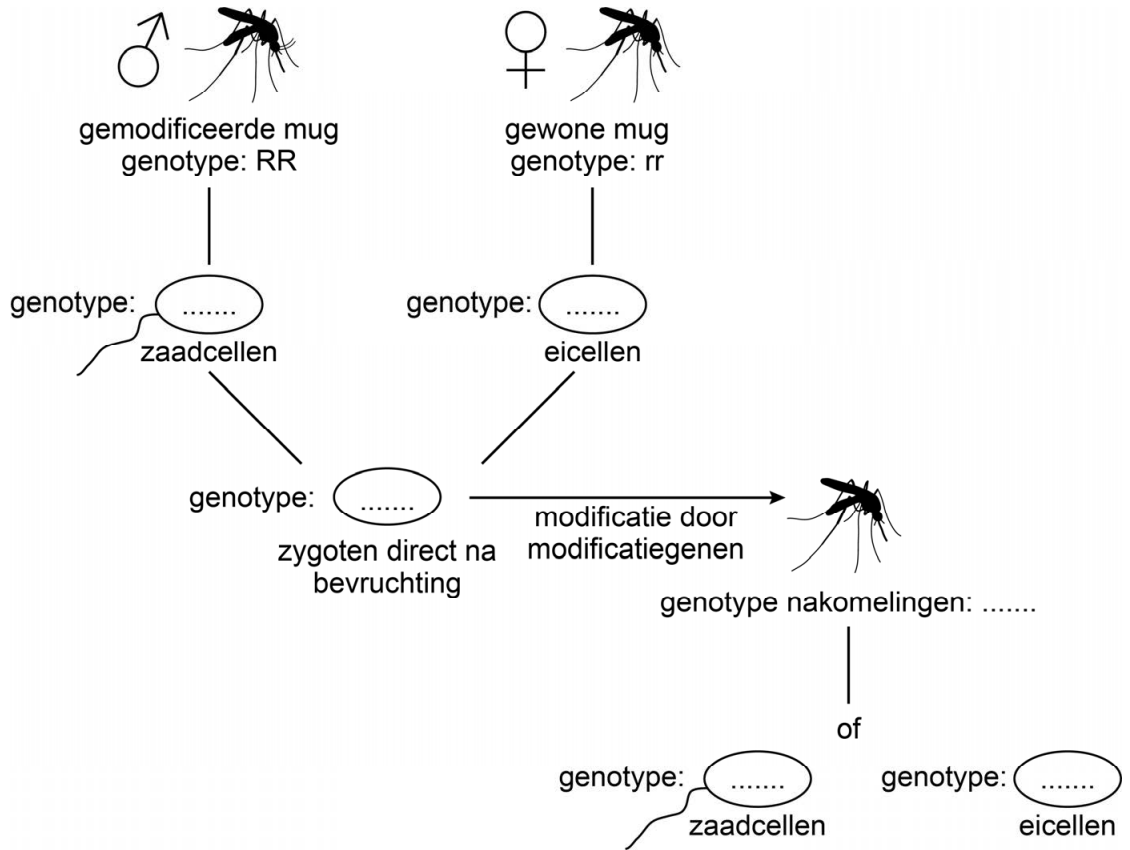 gemodificeerde mug
genotype: RR
gewone mug
genotype: rr
genotype: .......
zaadcellen
genotype: .......
eicellen
genotype: .......
zygoten direct na
bevruchting
modificatie door
modificatiegenen
genotype nakomelingen: .......
of
genotype: .......
zaadcellen
genotype: .......
eicellen